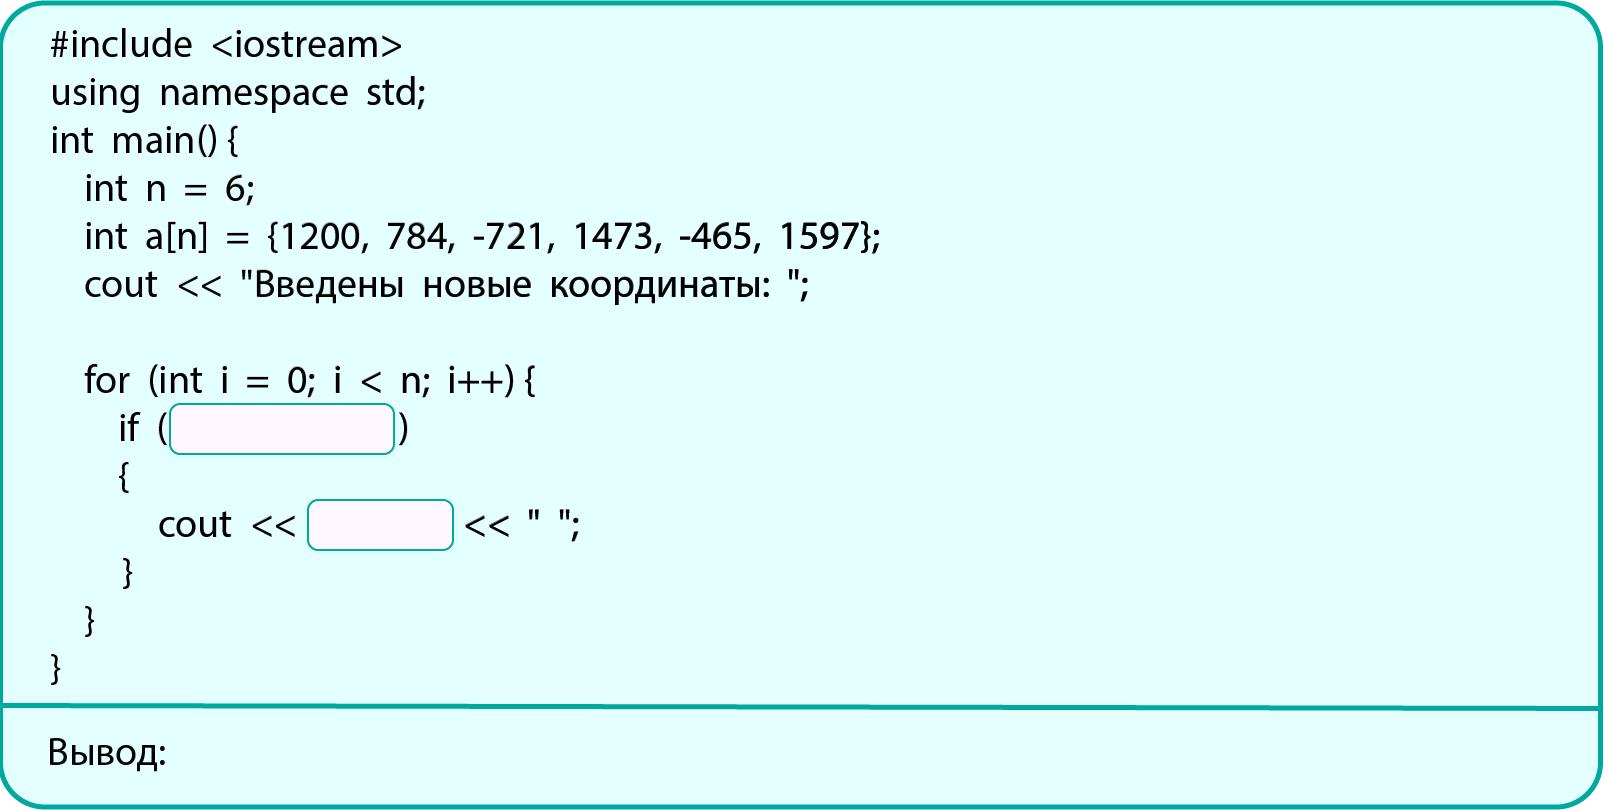 #include <iostream>
using namespace std;
int main() {
int n = 6;
int a[n] = {1200, 784, -721, 1473, -465, 1597};
cout << "Введены новые координаты: ";
for (int i = 0; i < n; i++) {
if ( )
{
cout << << " ";
}
}
}
Вывод: